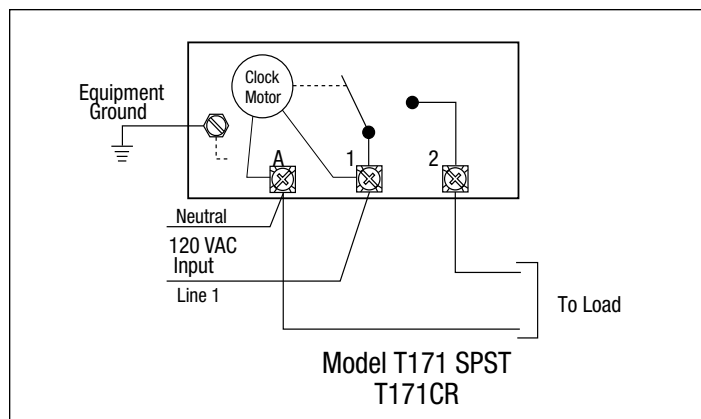 Equipment
Ground
Clock
Motor
A
1
2
Neutral
120 VAC
Input
Line 1
To Load
Model T171 SPST
T171CR